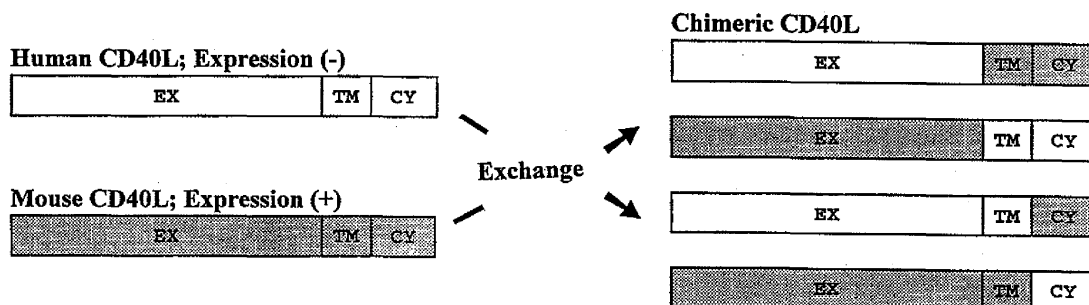 Human CD40L; Expression (-)
EX TM CY
Mouse CD40L; Expression (+)
EX TM CY
Exchange
Chimeric CD40L
EX TM CY
EX TM CY
EX TM CY
EX TM CY